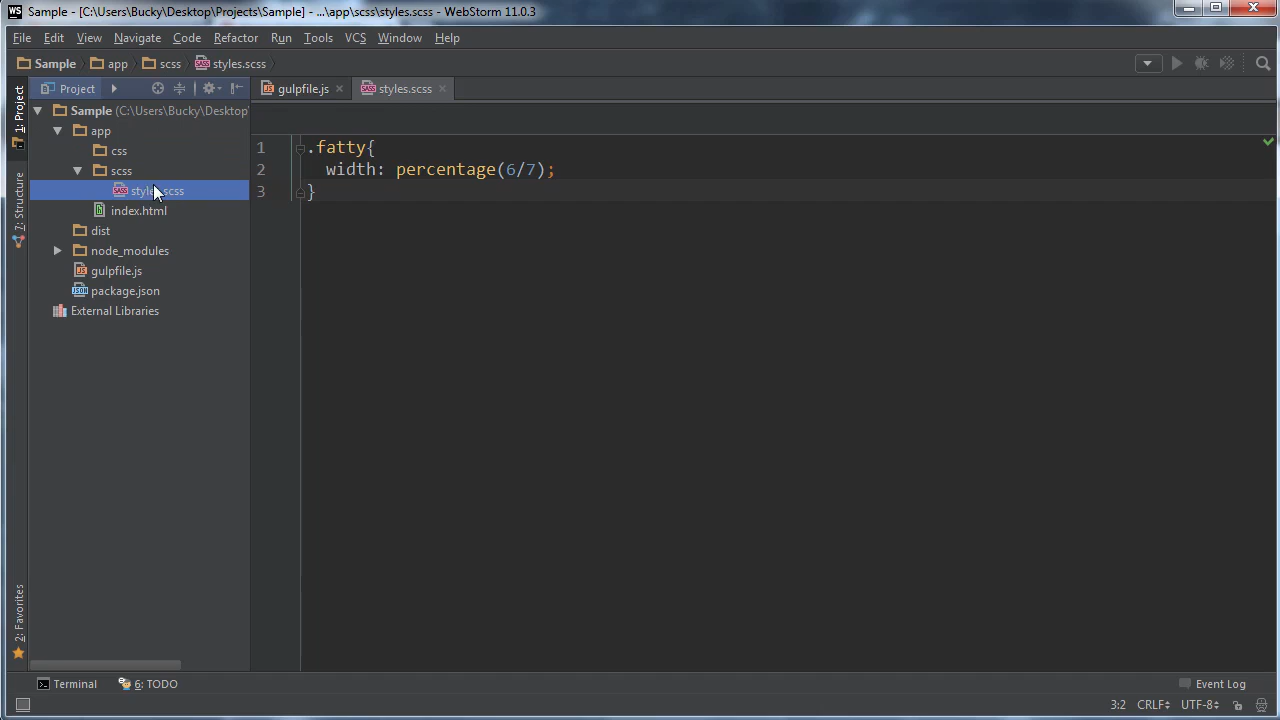 WS Sample - [C:\Users\Bucky\Desktop\Projects\Sample] - ...\app\scss\styles.scss - WebStorm 11.0.3
File Edit View Navigate Code Refactor Run Tools VCS Window Help
Sample app scss styles.scss
Project
gulpfile.js
styles.scss
1: Project
7: Structure
2: Favorites
Sample (C:\Users\Bucky\Desktop
app
css
scss
styles.scss
index.html
dist
node_modules
gulpfile.js
package.json
External Libraries
1 .fatty{
2 width: percentage(6/7);
3 }
Terminal 6: TODO Event Log
3:2 CRLF UTF-8